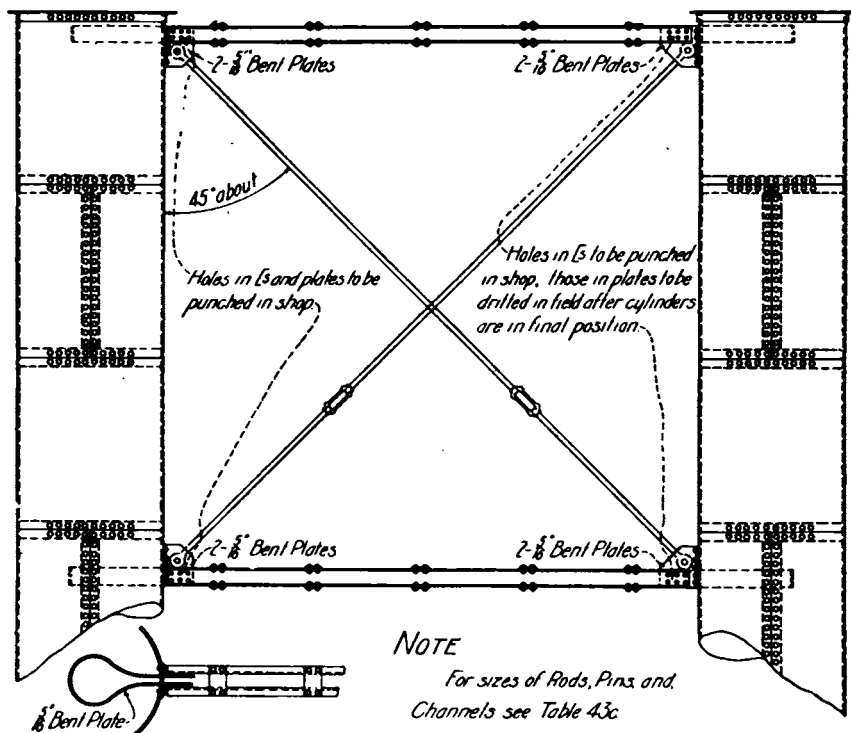 2-5/16" Bent Plates
2-5/16" Bent Plates
45° about
Holes in [s and plates to be
punched in shop.
Holes in [s to be punched
in shop, those in plates to be
drilled in field after cylinders
are in final position.
2-5/16" Bent Plates
2-5/16" Bent Plates
5/16" Bent Plate
NOTE
For sizes of Rods, Pins, and
Channels see Table 43c